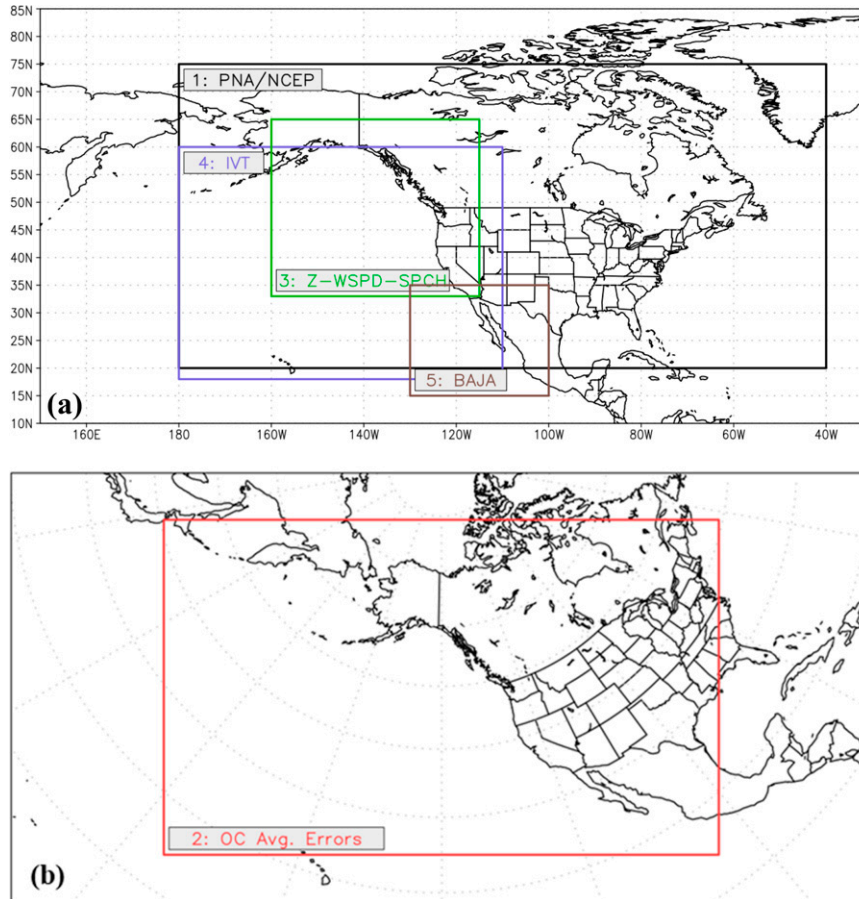 85N
80N
75N
1: PNA/NCEP
70N
65N
60N
4: IVT
55N
50N
45N
40N
35N
3: Z-WSPD-SPCH
30N
25N
20N
5: BAJA
15N
(a)
10N
160E 180 160W 140W 120W 100W 80W 60W 40W
2: OC Avg. Errors
(b)